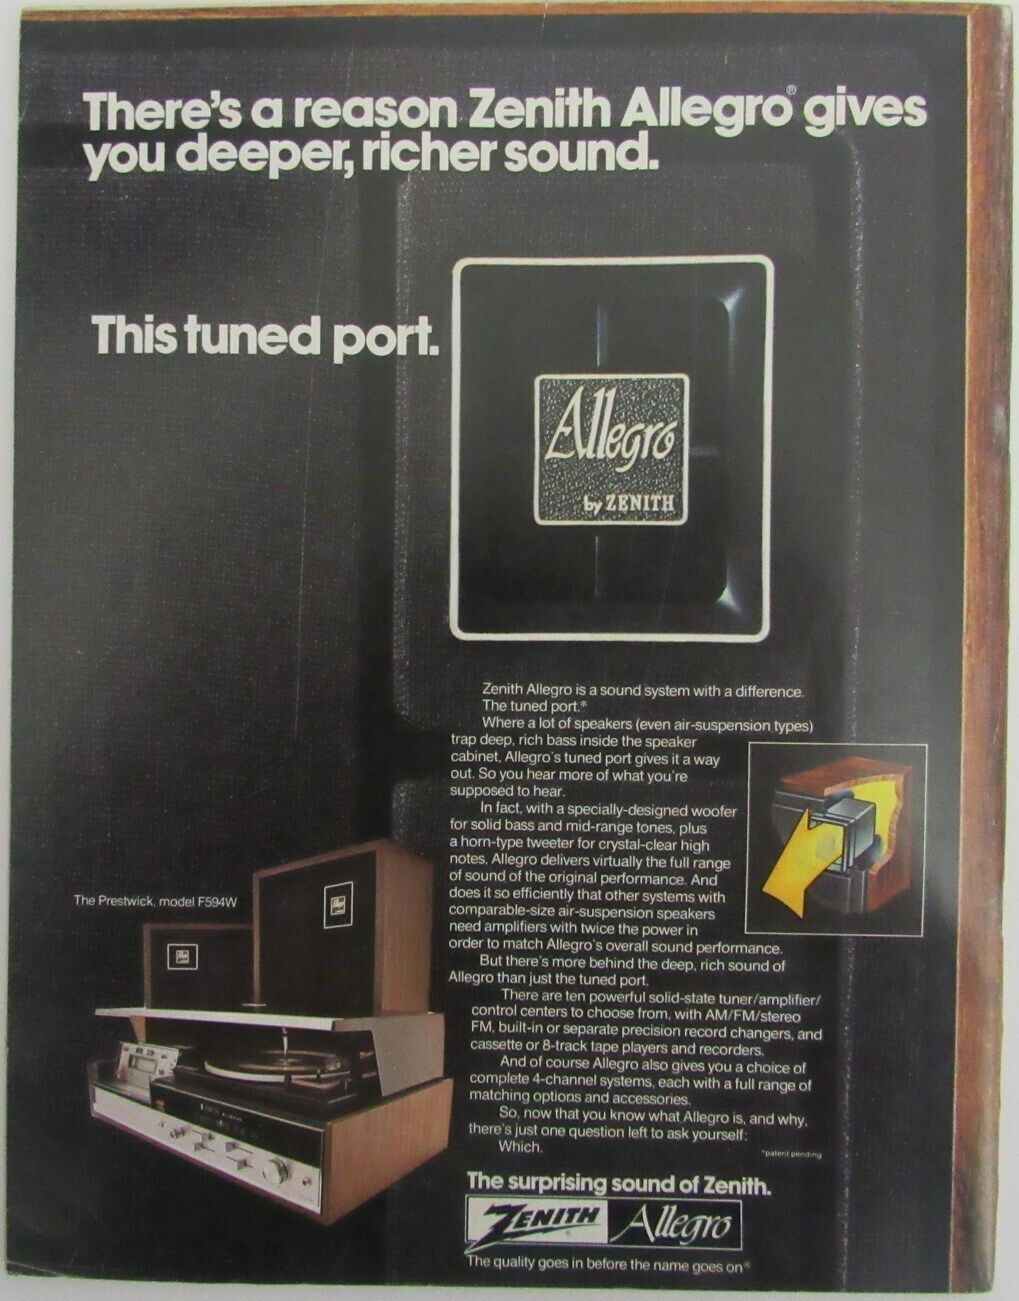 There's a reason Zenith Allegro® gives
you deeper, richer sound.
This tuned port.
Allegro
by ZENITH
Zenith Allegro is a sound system with a difference.
The tuned port.*
Where a lot of speakers (even air-suspension types)
trap deep, rich bass inside the speaker
cabinet, Allegro's tuned port gives it a way
out. So you hear more of what you're
supposed to hear.
In fact, with a specially-designed woofer
for solid bass and mid-range tones, plus
a horn-type tweeter for crystal-clear high
notes, Allegro delivers virtually the full range
of sound of the original performance. And
does it so efficiently that other systems with
comparable-size air-suspension speakers
need amplifiers with twice the power in
order to match Allegro's overall sound performance.
But there's more behind the deep, rich sound of
Allegro than just the tuned port.
There are ten powerful solid-state tuner/amplifier/
control centers to choose from, with AM/FM/stereo
FM, built-in or separate precision record changers, and
cassette or 8-track tape players and recorders.
And of course Allegro also gives you a choice of
complete 4-channel systems, each with a full range of
matching options and accessories.
So, now that you know what Allegro is, and why,
there's just one question left to ask yourself:
Which.
*patent pending
The Prestwick, model F594W
The surprising sound of Zenith.
ZENITH® Allegro
The quality goes in before the name goes on®